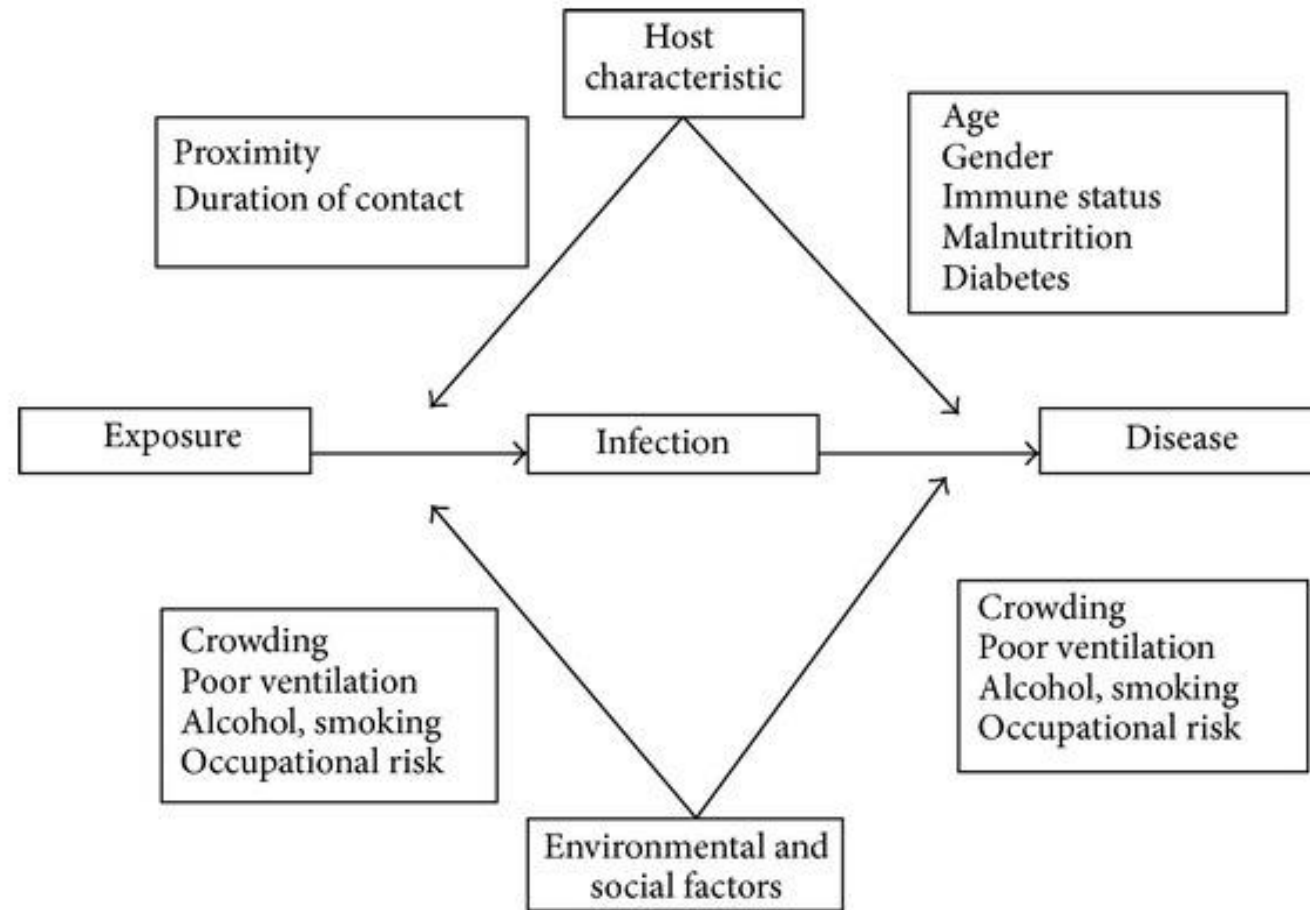 Host
characteristic
Proximity
Duration of contact
Age
Gender
Immune status
Malnutrition
Diabetes
Exposure
Infection
Disease
Crowding
Poor ventilation
Alcohol, smoking
Occupational risk
Crowding
Poor ventilation
Alcohol, smoking
Occupational risk
Environmental and
social factors